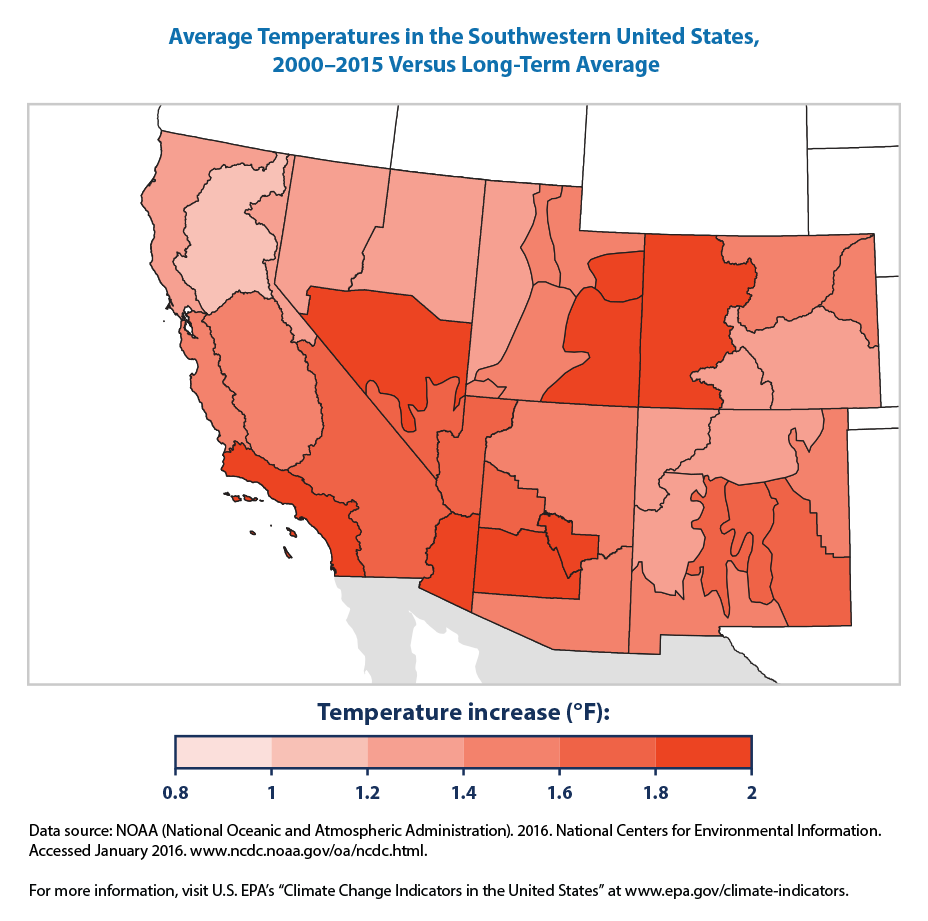 Average Temperatures in the Southwestern United States,
2000–2015 Versus Long-Term Average
Temperature increase (°F):
0.8 1 1.2 1.4 1.6 1.8 2
Data source: NOAA (National Oceanic and Atmospheric Administration). 2016. National Centers for Environmental Information.
Accessed January 2016. www.ncdc.noaa.gov/oa/ncdc.html.
For more information, visit U.S. EPA’s “Climate Change Indicators in the United States” at www.epa.gov/climate-indicators.